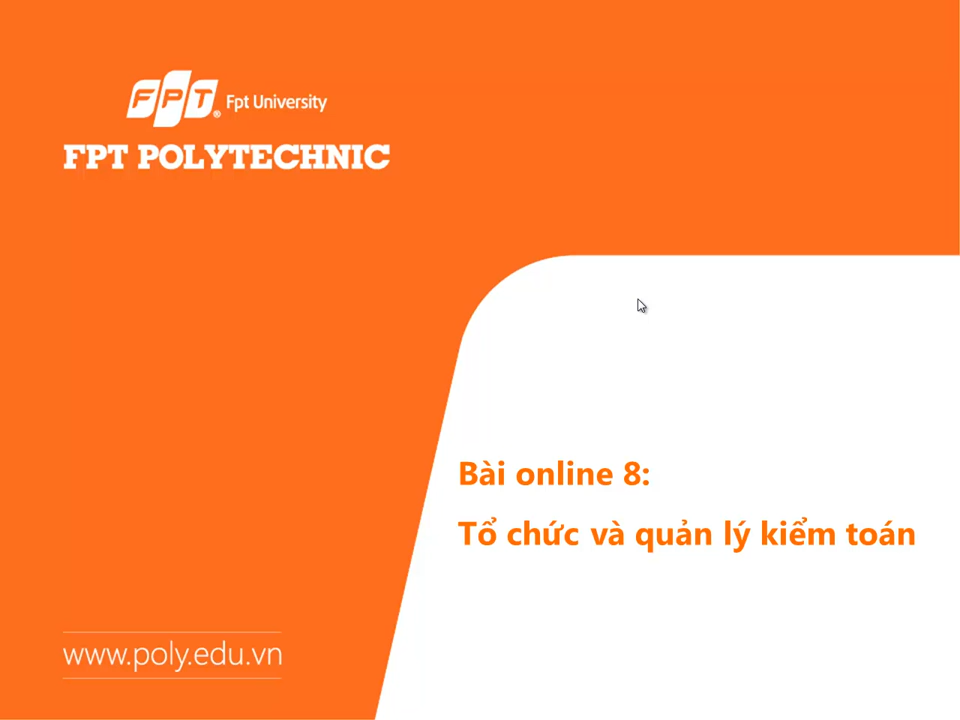 FPT® Fpt University
FPT POLYTECHNIC
Bài online 8:
Tổ chức và quản lý kiểm toán
www.poly.edu.vn